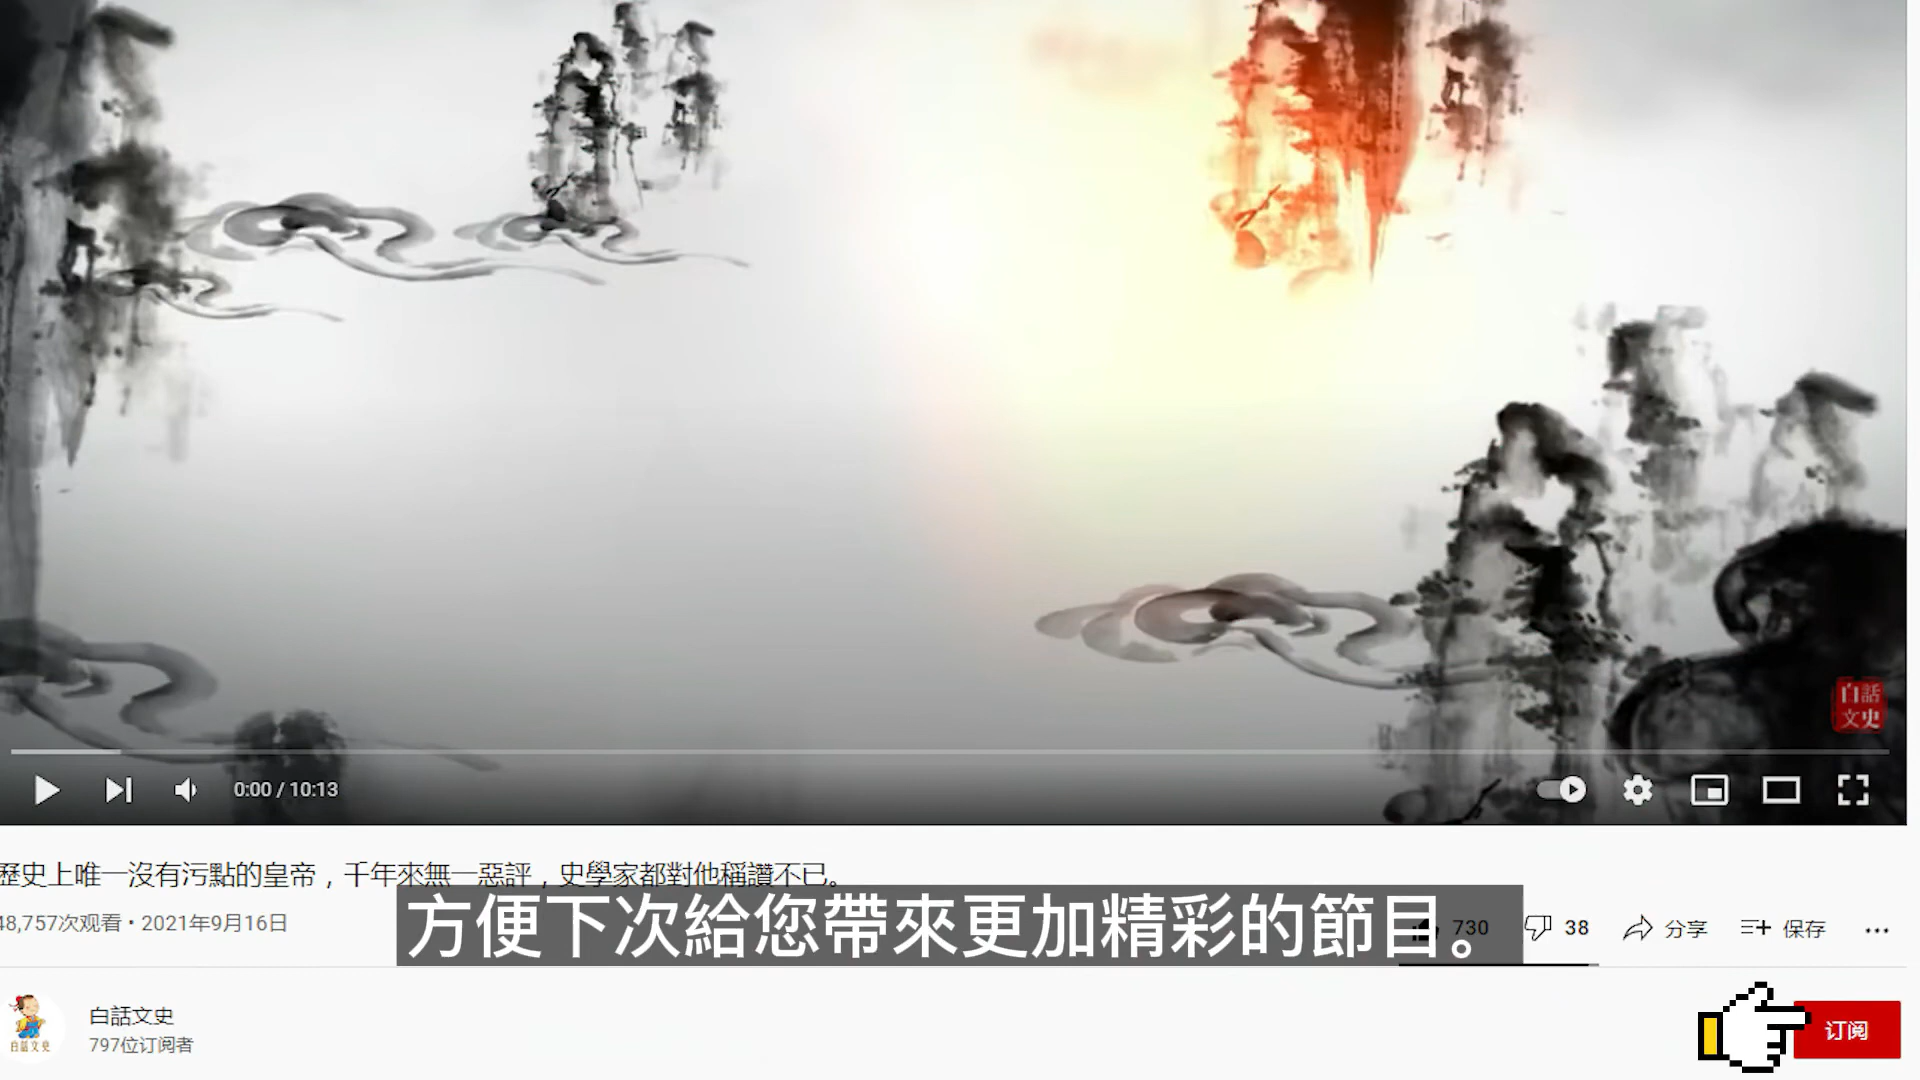 白話
文史
0:00 / 10:13
歷史上唯一沒有污點的皇帝，千年來無一惡評，史學家都對他稱讚不已。
48,757次观看 • 2021年9月16日
方便下次給您帶來更加精彩的節目。
730
38
分享
保存
白話文史
白話文史
797位订阅者
订阅